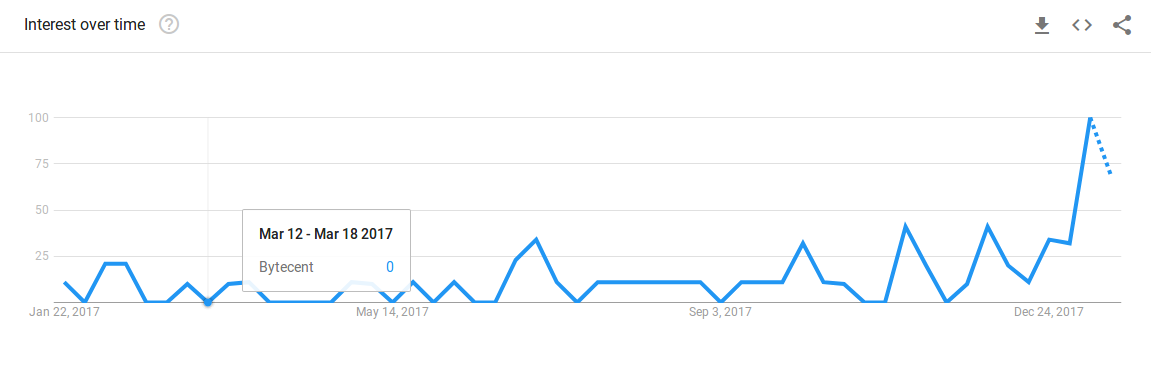 Interest over time ?
100
75
50
25
Mar 12 - Mar 18 2017
Bytecent 0
Jan 22, 2017 May 14, 2017 Sep 3, 2017 Dec 24, 2017